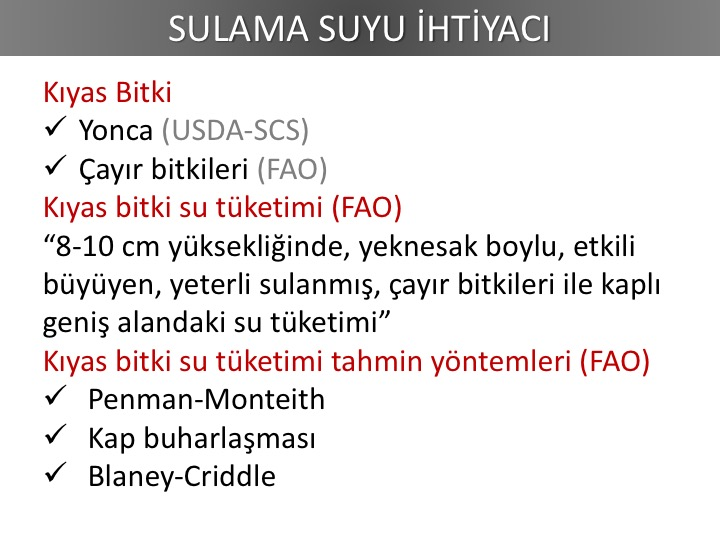 SULAMA SUYU İHTİYACI
Kıyas Bitki
✓ Yonca (USDA-SCS)
✓ Çayır bitkileri (FAO)
Kıyas bitki su tüketimi (FAO)
“8-10 cm yüksekliğinde, yeknesak boylu, etkili
büyüyen, yeterli sulanmış, çayır bitkileri ile kaplı
geniş alandaki su tüketimi”
Kıyas bitki su tüketimi tahmin yöntemleri (FAO)
✓ Penman-Monteith
✓ Kap buharlaşması
✓ Blaney-Criddle